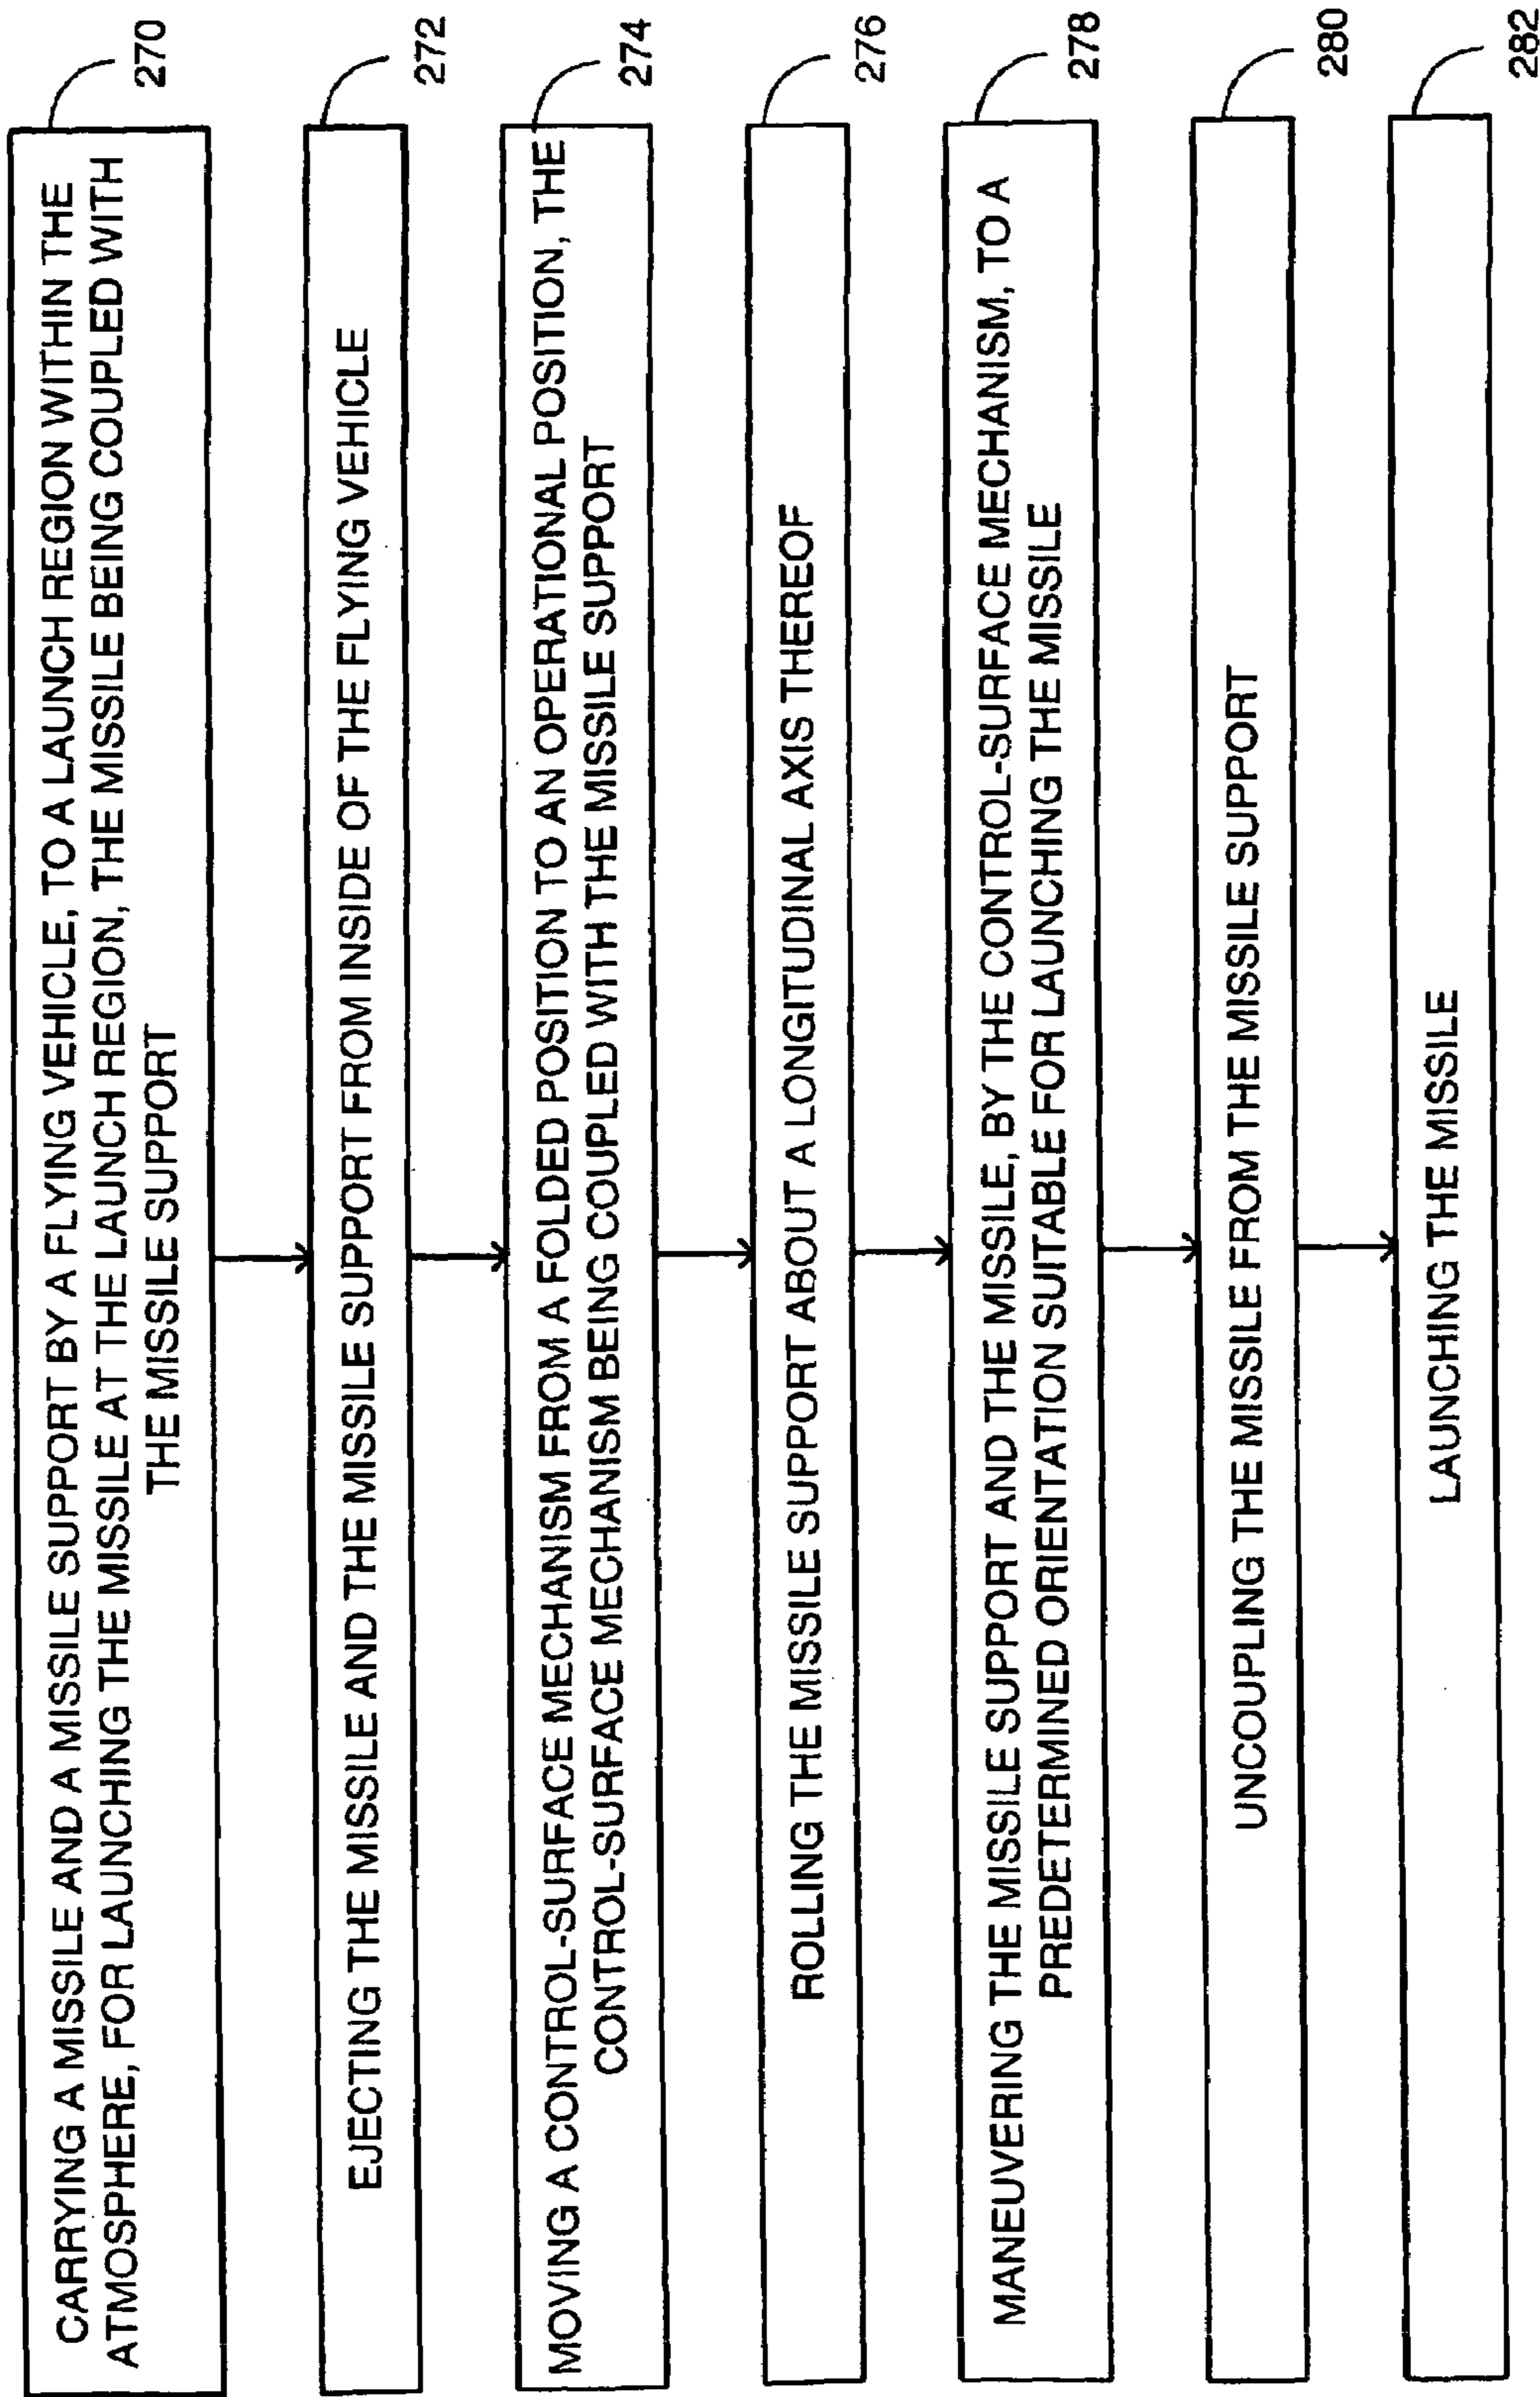 CARRYING A MISSILE AND A MISSILE SUPPORT BY A FLYING VEHICLE, TO A LAUNCH REGION WITHIN THE
ATMOSPHERE, FOR LAUNCHING THE MISSILE AT THE LAUNCH REGION, THE MISSILE BEING COUPLED WITH
THE MISSILE SUPPORT
270
EJECTING THE MISSILE AND THE MISSILE SUPPORT FROM INSIDE OF THE FLYING VEHICLE
272
MOVING A CONTROL-SURFACE MECHANISM FROM A FOLDED POSITION TO AN OPERATIONAL POSITION, THE
CONTROL-SURFACE MECHANISM BEING COUPLED WITH THE MISSILE SUPPORT
274
ROLLING THE MISSILE SUPPORT ABOUT A LONGITUDINAL AXIS THEREOF
276
MANEUVERING THE MISSILE SUPPORT AND THE MISSILE, BY THE CONTROL-SURFACE MECHANISM, TO A
PREDETERMINED ORIENTATION SUITABLE FOR LAUNCHING THE MISSILE
278
UNCOUPLING THE MISSILE FROM THE MISSILE SUPPORT
280
LAUNCHING THE MISSILE
282